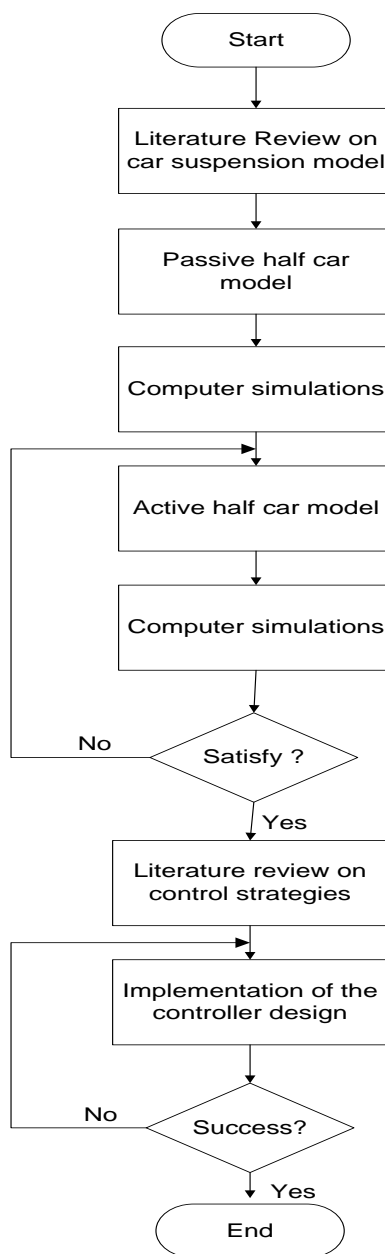 Start
Literature Review on
car suspension model
Passive half car
model
Computer simulations
Active half car model
Computer simulations
No
Satisfy ?
Yes
Literature review on
control strategies
Implementation of the
controller design
No
Success?
Yes
End